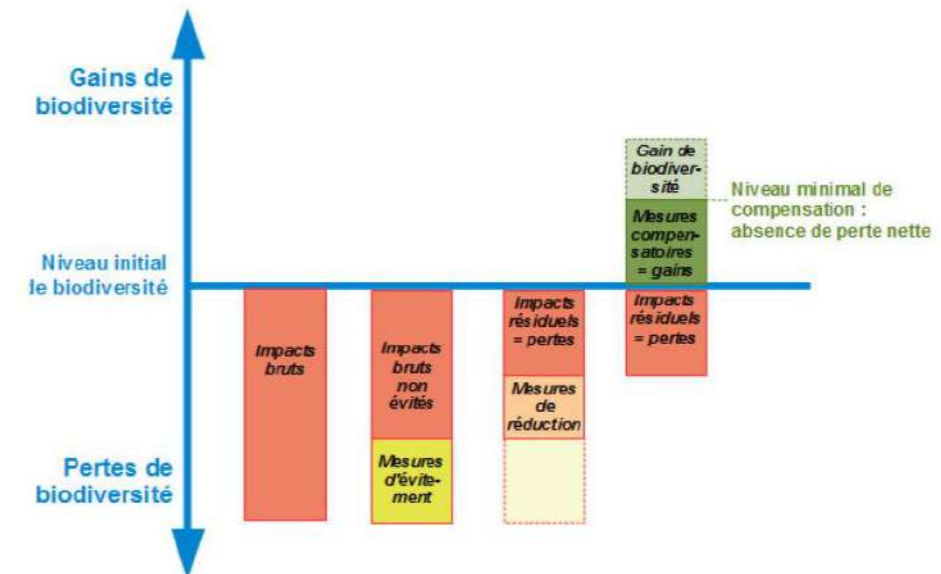 Gains de
biodiversité
Gain de
biodiver-
sité
Niveau minimal de
compensation :
absence de perte nette
Mesures
compen-
satoires
= gains
Niveau initial
de biodiversité
Impacts
bruts
Impacts
bruts
non
évités
Mesures
d'évite-
ment
Impacts
résiduels
= pertes
Mesures
de
réduction
Impacts
résiduels
= pertes
Pertes de
biodiversité